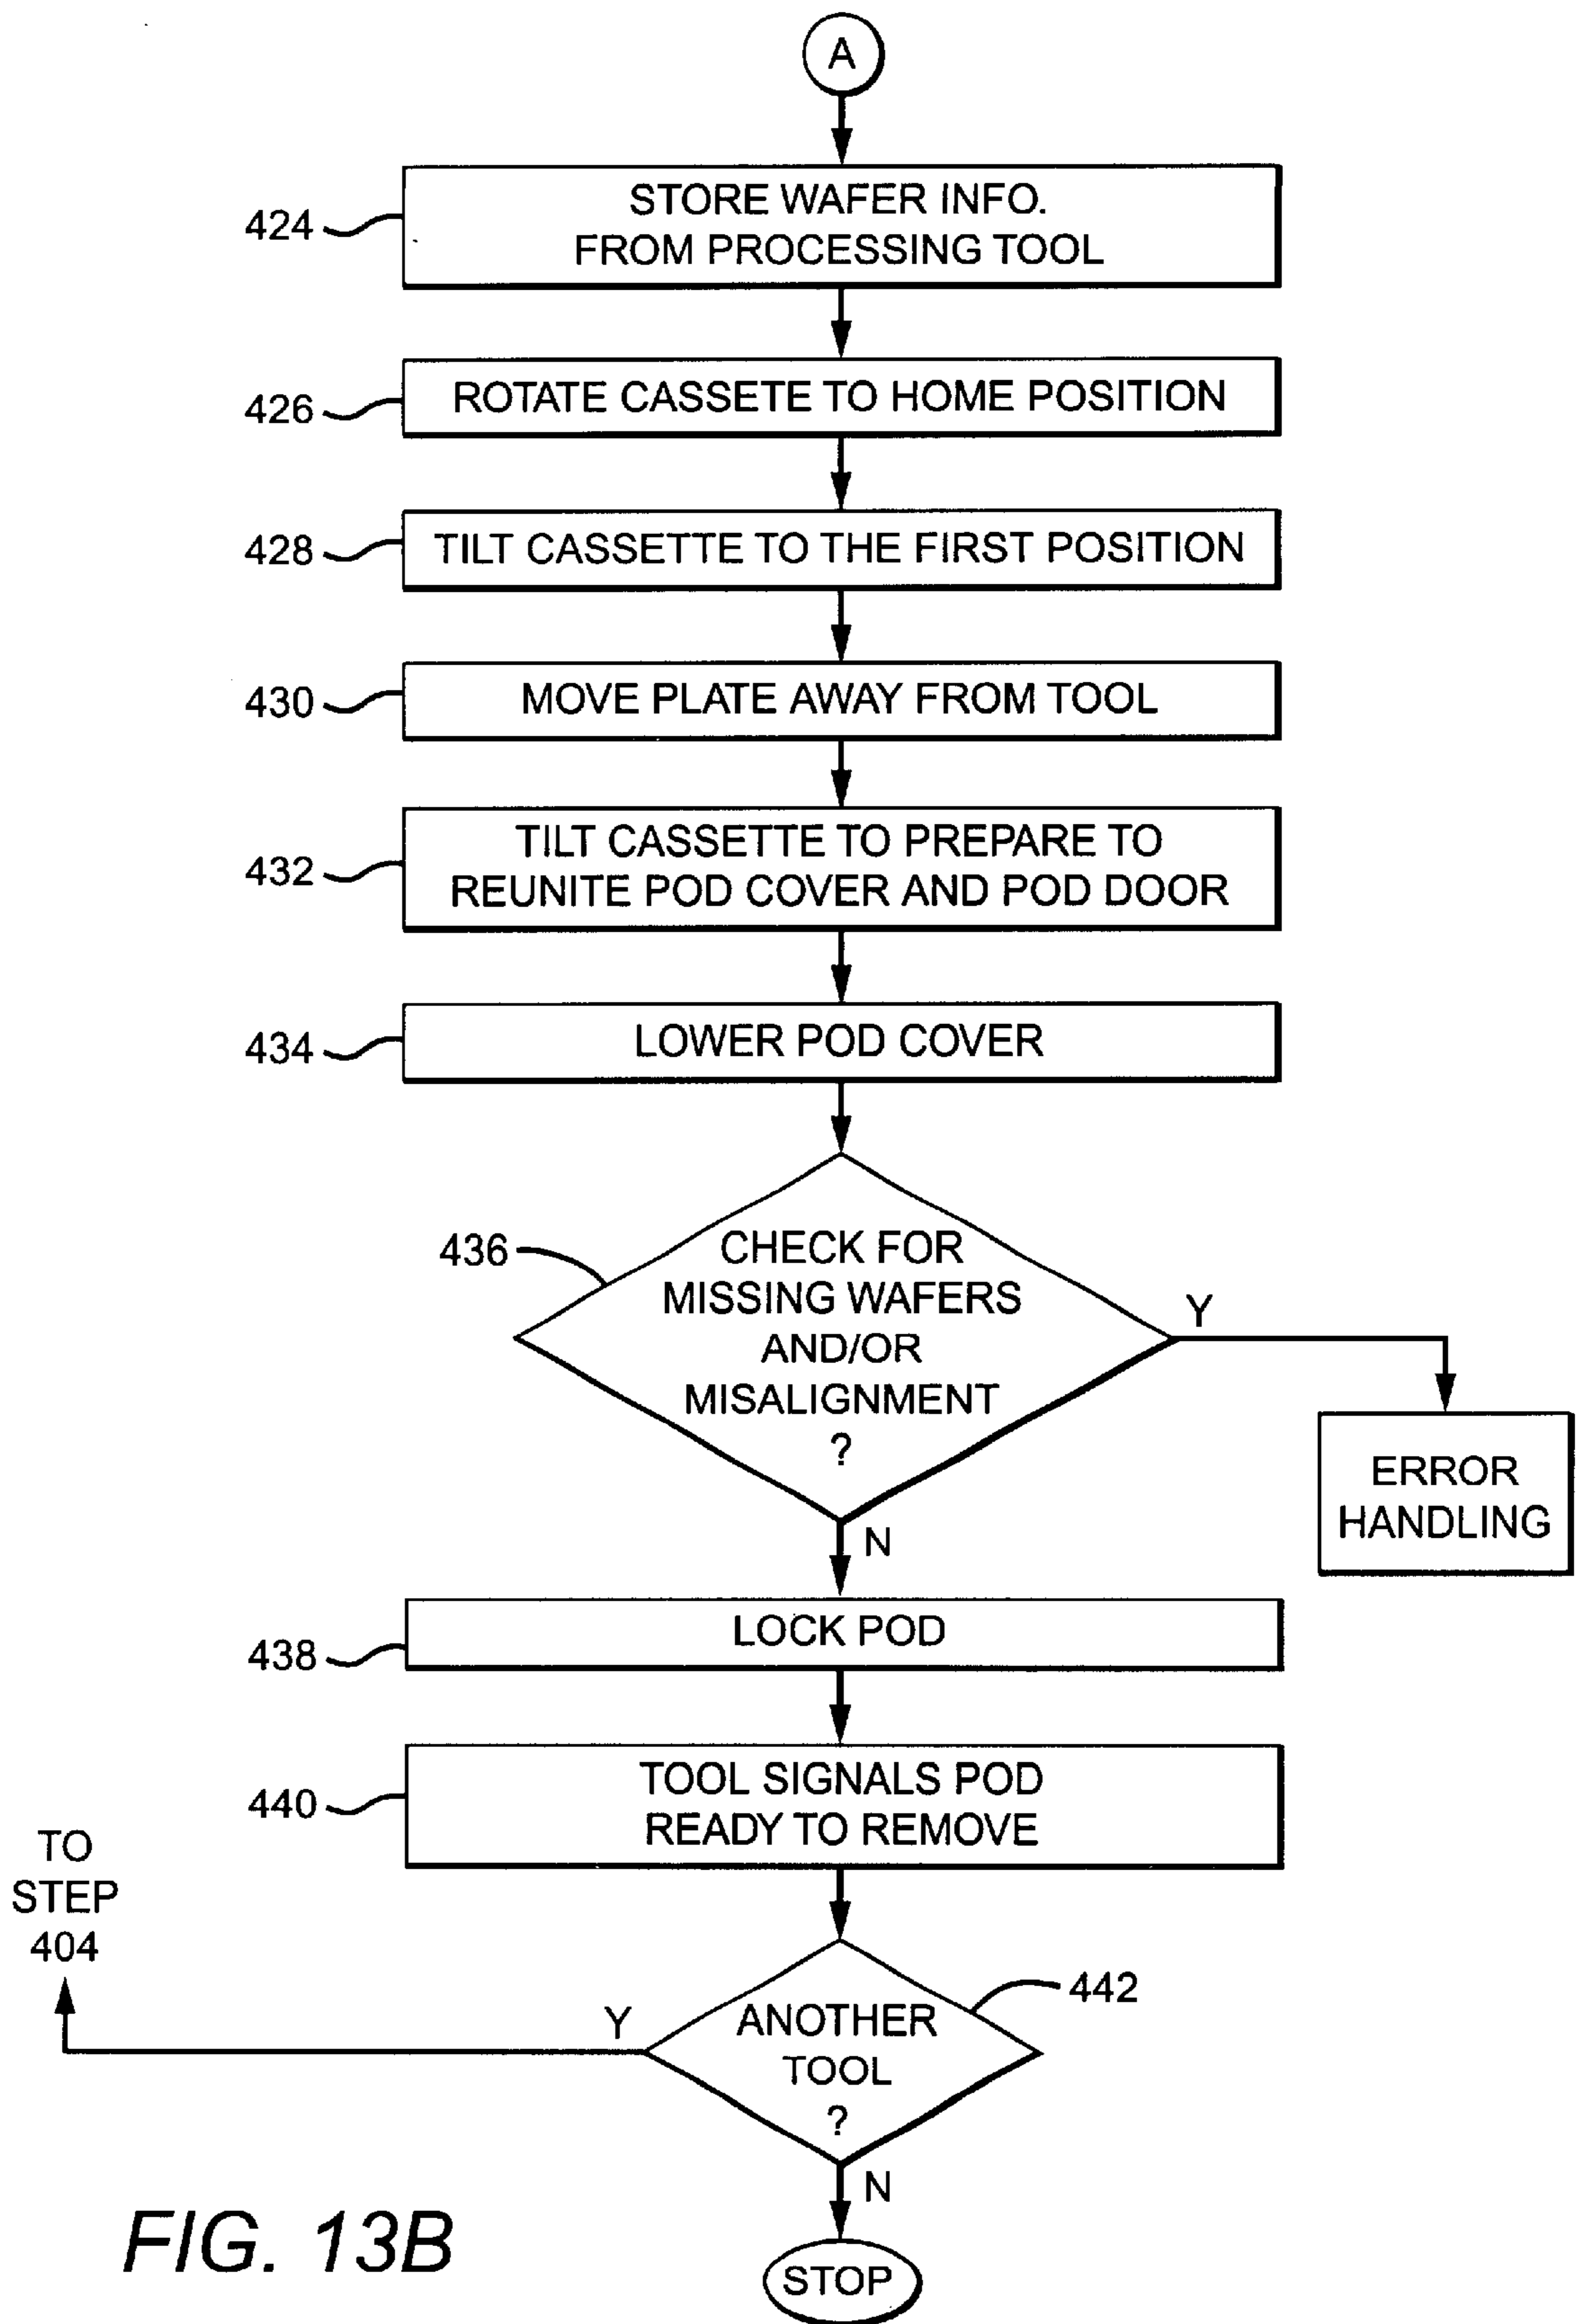 A
424
STORE WAFER INFO.
FROM PROCESSING TOOL
426
ROTATE CASSETE TO HOME POSITION
428
TILT CASSETTE TO THE FIRST POSITION
430
MOVE PLATE AWAY FROM TOOL
432
TILT CASSETTE TO PREPARE TO
REUNITE POD COVER AND POD DOOR
434
LOWER POD COVER
436
CHECK FOR
MISSING WAFERS
AND/OR
MISALIGNMENT
?
Y
ERROR
HANDLING
N
438
LOCK POD
440
TOOL SIGNALS POD
READY TO REMOVE
TO
STEP
404
Y
442
ANOTHER
TOOL
?
N
STOP
FIG. 13B